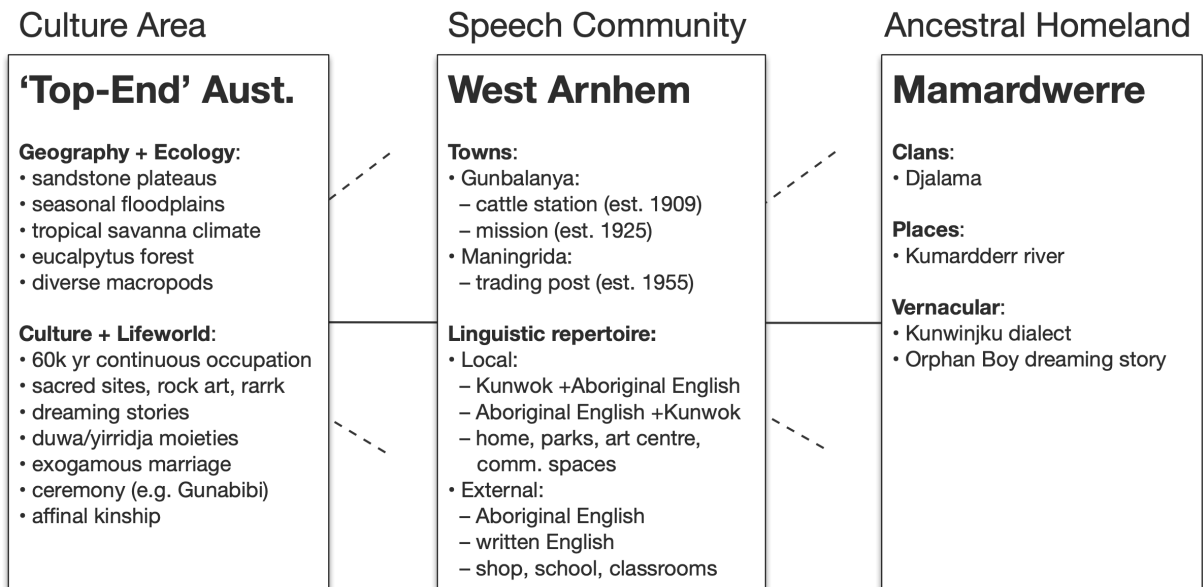 Culture Area
'Top-End' Aust.
Geography + Ecology:
• sandstone plateaus
• seasonal floodplains
• tropical savanna climate
• eucalpytus forest
• diverse macropods
Culture + Lifeworld:
• 60k yr continuous occupation
• sacred sites, rock art, rarrk
• dreaming stories
• duwa/yirridja moieties
• exogamous marriage
• ceremony (e.g. Gunabibi)
• affinal kinship
Speech Community
West Arnhem
Towns:
• Gunbalanya:
– cattle station (est. 1909)
– mission (est. 1925)
• Maningrida:
– trading post (est. 1955)
Linguistic repertoire:
• Local:
– Kunwok +Aboriginal English
– Aboriginal English +Kunwok
– home, parks, art centre,
comm. spaces
• External:
– Aboriginal English
– written English
– shop, school, classrooms
Ancestral Homeland
Mamardwerre
Clans:
• Djalama
Places:
• Kumardderr river
Vernacular:
• Kunwinjku dialect
• Orphan Boy dreaming story